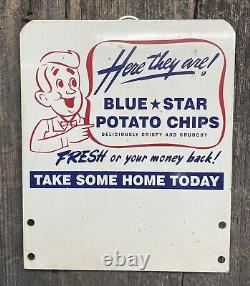 Here they are!
BLUE ★ STAR
POTATO CHIPS
DELICIOUSLY CRISPY AND CRUNCHY
FRESH or your money back!
TAKE SOME HOME TODAY